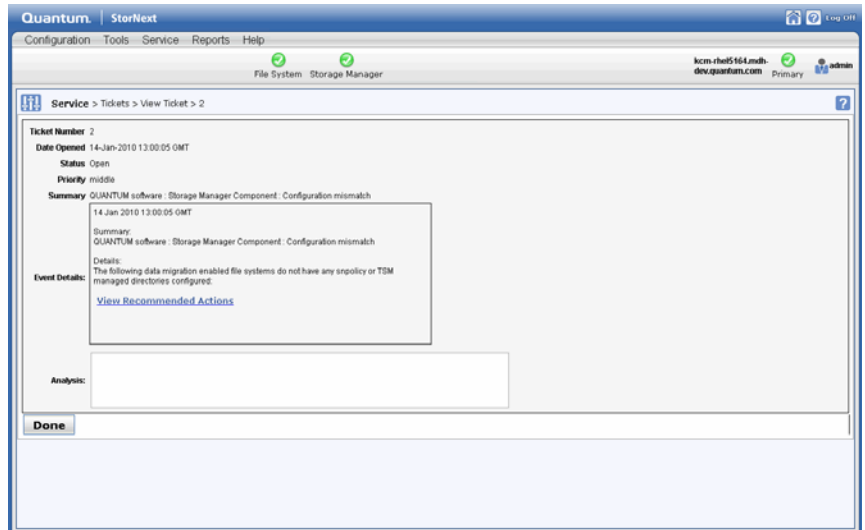 Quantum. | StorNext
Log Off
Configuration Tools Service Reports Help
File System Storage Manager
kcm-rhel5164.mdh-
dev.quantum.com
Primary
admin
Service > Tickets > View Ticket > 2
Ticket Number 2
Date Opened 14-Jan-2010 13:00:05 GMT
Status Open
Priority middle
Summary QUANTUM software : Storage Manager Component : Configuration mismatch
Event Details:
14 Jan 2010 13:00:05 GMT
Summary:
QUANTUM software : Storage Manager Component : Configuration mismatch
Details:
The following data migration enabled file systems do not have any snpolicy or TSM
managed directories configured:
View Recommended Actions
Analysis:
Done